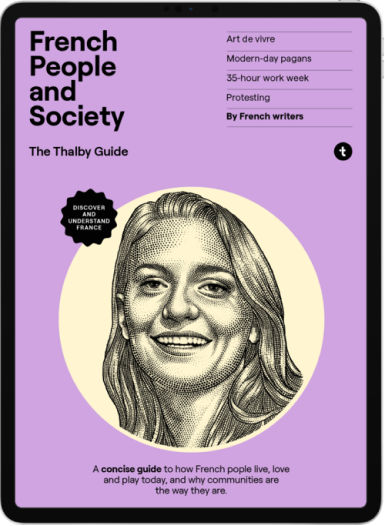 French
People
and
Society
The Thalby Guide
Art de vivre
Modern-day pagans
35-hour work week
Protesting
By French writers
t
DISCOVER
AND
UNDERSTAND
FRANCE
A concise guide to how French pople live, love
and play today, and why communities are
the way they are.